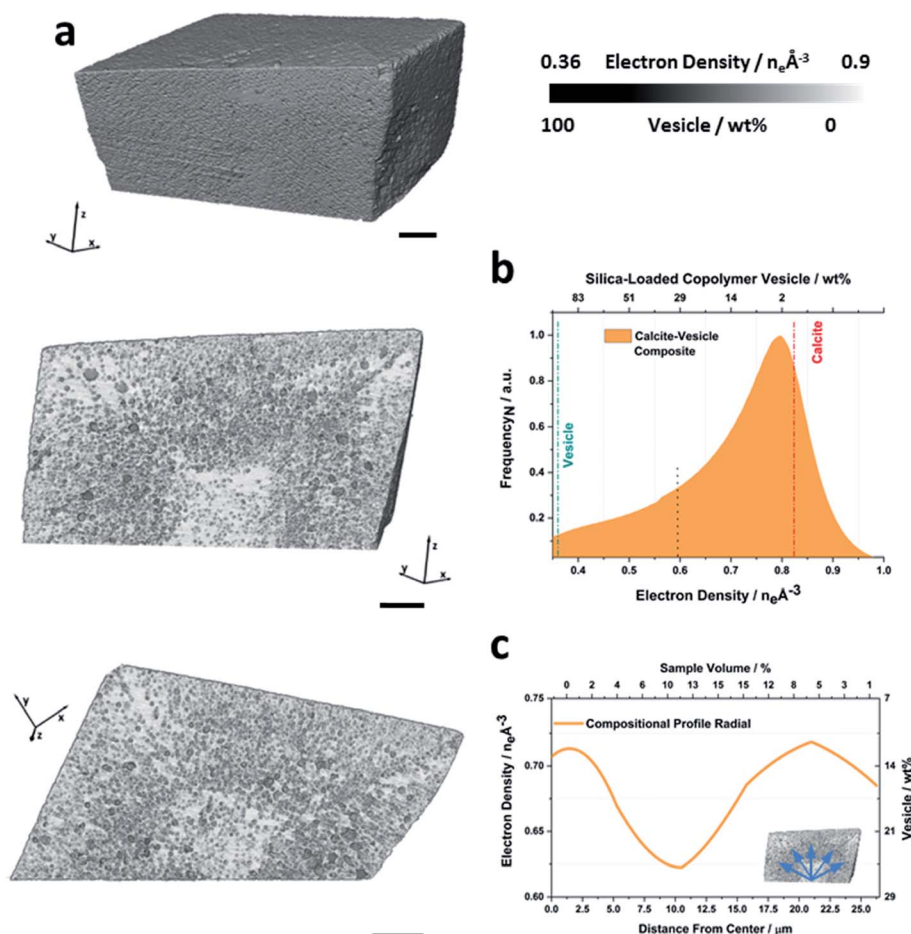 a
0.36 Electron Density / nₑÅ⁻³ 0.9
100 Vesicle / wt% 0
z
y x
b
Silica-Loaded Copolymer Vesicle / wt%
83 51 29 14 2
Calcite-Vesicle
Composite
Vesicle
Calcite
Frequency_N / a.u.
1.0
0.8
0.6
0.4
0.2
0.4 0.5 0.6 0.7 0.8 0.9 1.0
Electron Density / nₑÅ⁻³
z
y x
c
Sample Volume / %
0 2 4 6 10 11 15 15 12 8 5 3 1
Compositional Profile Radial
Electron Density / nₑÅ⁻³
0.75
0.70
0.65
0.60
Vesicle / wt%
7
14
21
29
0.0 2.5 5.0 7.5 10.0 12.5 15.0 17.5 20.0 22.5 25.0
Distance From Center / μm
y
x
z